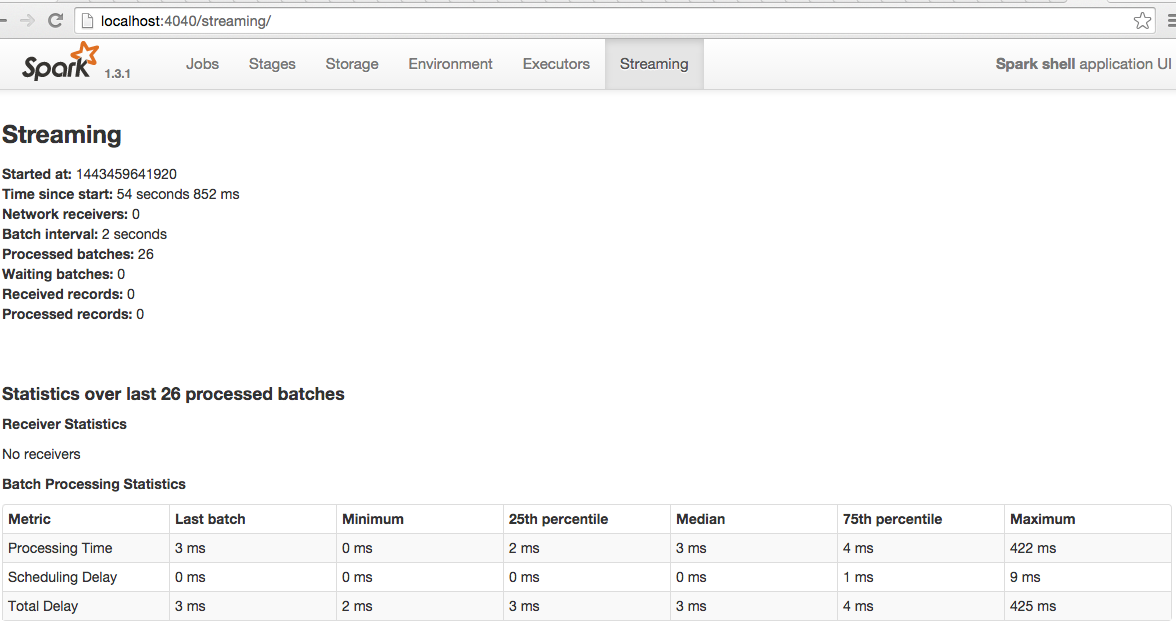 localhost:4040/streaming/
Spark 1.3.1 Jobs Stages Storage Environment Executors Streaming Spark shell application UI
Streaming
Started at: 1443459641920
Time since start: 54 seconds 852 ms
Network receivers: 0
Batch interval: 2 seconds
Processed batches: 26
Waiting batches: 0
Received records: 0
Processed records: 0
Statistics over last 26 processed batches
Receiver Statistics
No receivers
Batch Processing Statistics
Metric Last batch Minimum 25th percentile Median 75th percentile Maximum
Processing Time 3 ms 0 ms 2 ms 3 ms 4 ms 422 ms
Scheduling Delay 0 ms 0 ms 0 ms 0 ms 1 ms 9 ms
Total Delay 3 ms 2 ms 3 ms 3 ms 4 ms 425 ms